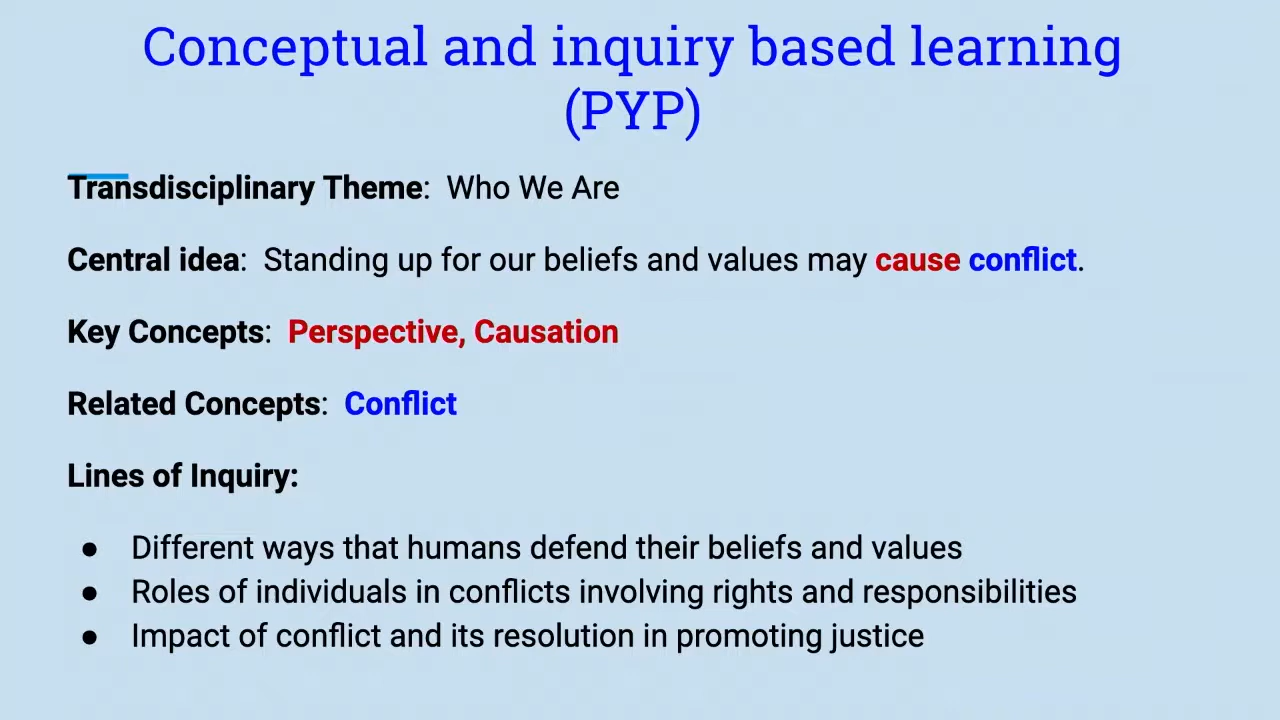 Conceptual and inquiry based learning
(PYP)
Transdisciplinary Theme: Who We Are
Central idea: Standing up for our beliefs and values may cause conflict.
Key Concepts: Perspective, Causation
Related Concepts: Conflict
Lines of Inquiry:
● Different ways that humans defend their beliefs and values
● Roles of individuals in conflicts involving rights and responsibilities
● Impact of conflict and its resolution in promoting justice